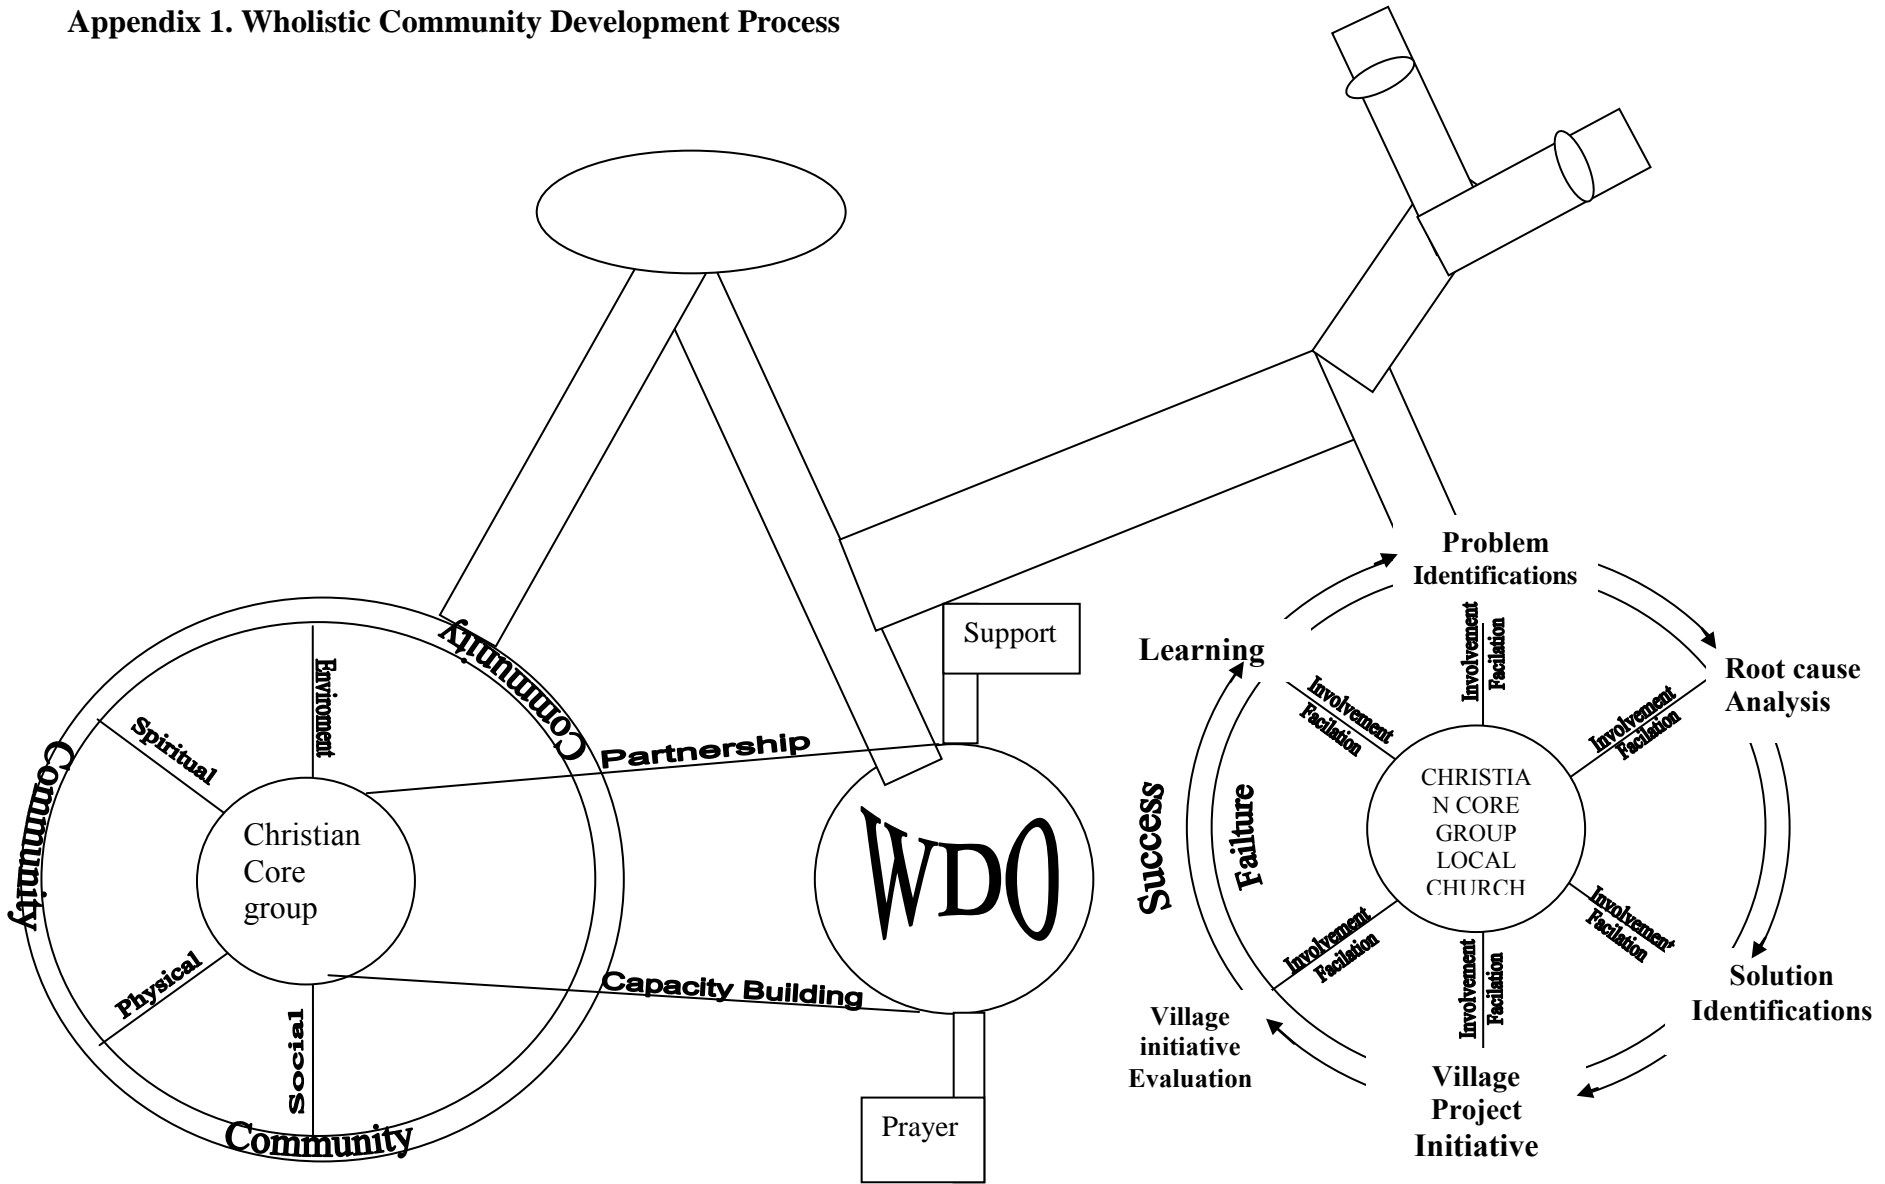 Appendix 1. Wholistic Community Development Process
Support
Partnership
WDO
Capacity Building
Prayer
Community
Community
Community
Enviroment
Spiritual
Physical
Social
Christian
Core
group
Problem
Identifications
Root cause
Analysis
Solution
Identifications
Village
Project
Initiative
Village
initiative
Evaluation
Learning
Success
Failture
Involvement
Facilation
Involvement
Facilation
Involvement
Facilation
Involvement
Facilation
Involvement
Facilation
Involvement
Facilation
CHRISTIA
N CORE
GROUP
LOCAL
CHURCH